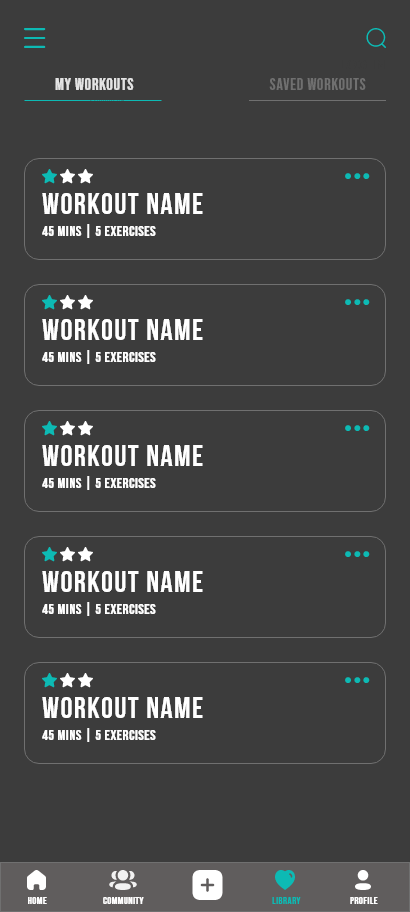 MY WORKOUTS
SAVED WORKOUTS
WORKOUT NAME
45 MINS | 5 EXERCISES
WORKOUT NAME
45 MINS | 5 EXERCISES
WORKOUT NAME
45 MINS | 5 EXERCISES
WORKOUT NAME
45 MINS | 5 EXERCISES
WORKOUT NAME
45 MINS | 5 EXERCISES
HOME
COMMUNITY
LIBRARY
PROFILE